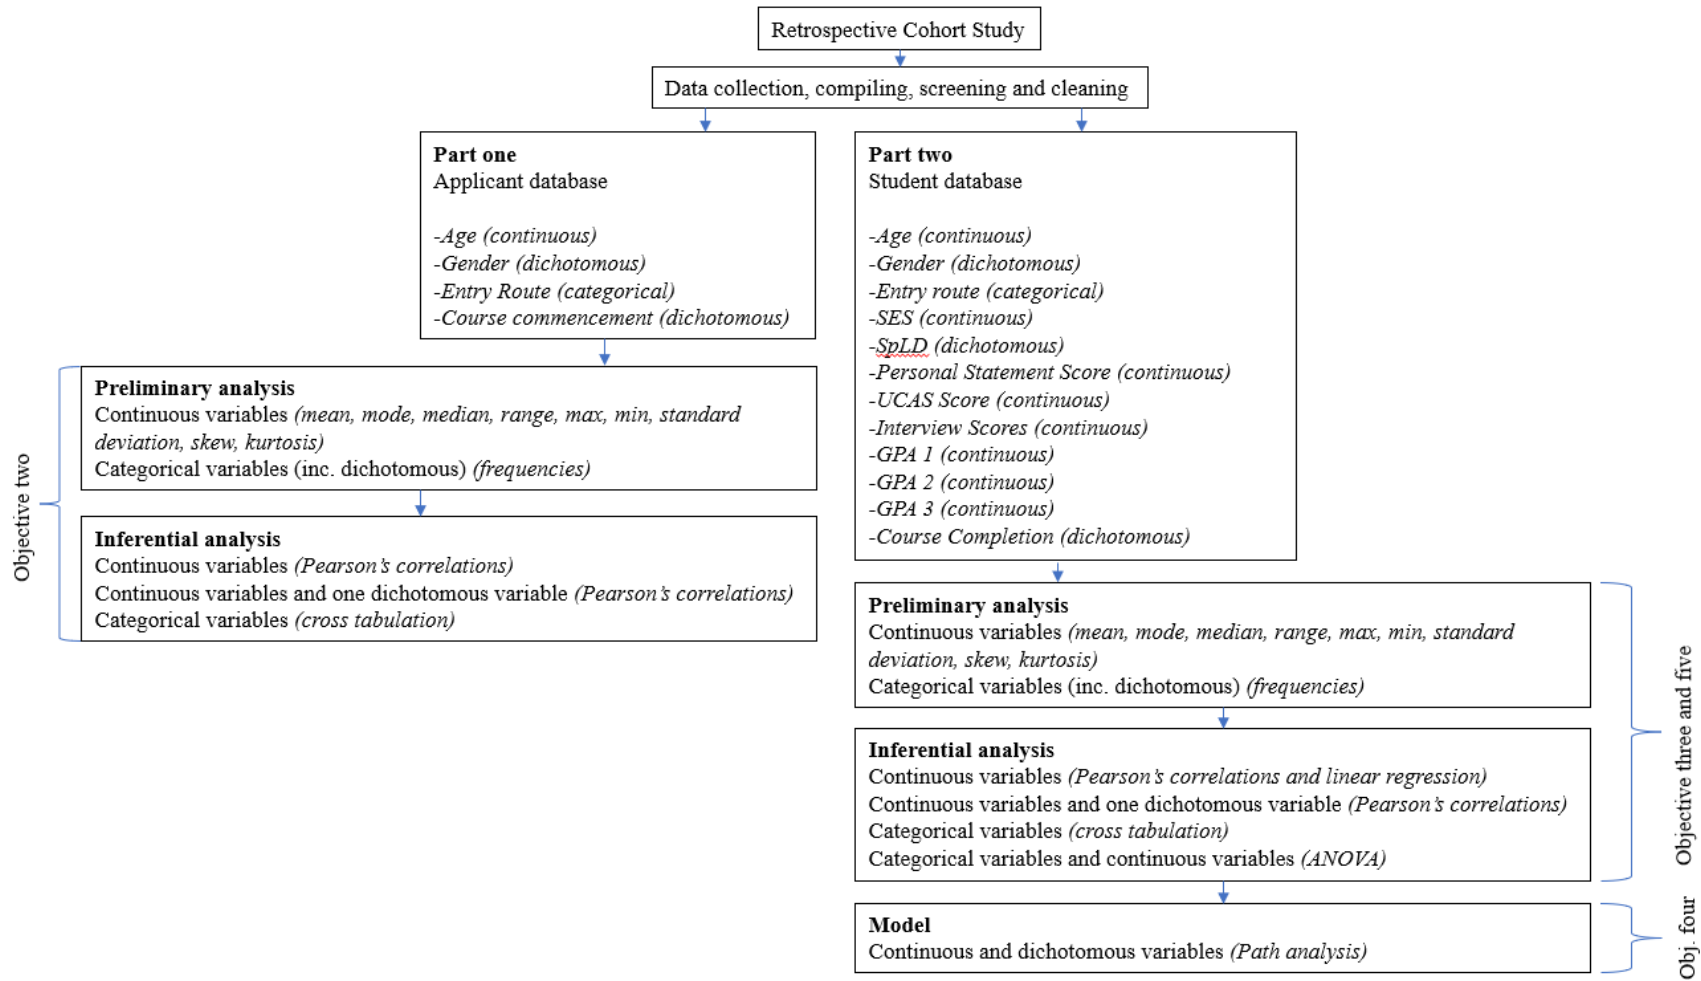 Retrospective Cohort Study
Data collection, compiling, screening and cleaning
Part one
Applicant database
-Age (continuous)
-Gender (dichotomous)
-Entry Route (categorical)
-Course commencement (dichotomous)
Objective two
Preliminary analysis
Continuous variables (mean, mode, median, range, max, min, standard
deviation, skew, kurtosis)
Categorical variables (inc. dichotomous) (frequencies)
Inferential analysis
Continuous variables (Pearson's correlations)
Continuous variables and one dichotomous variable (Pearson's correlations)
Categorical variables (cross tabulation)
Part two
Student database
-Age (continuous)
-Gender (dichotomous)
-Entry route (categorical)
-SES (continuous)
-SpLD (dichotomous)
-Personal Statement Score (continuous)
-UCAS Score (continuous)
-Interview Scores (continuous)
-GPA 1 (continuous)
-GPA 2 (continuous)
-GPA 3 (continuous)
-Course Completion (dichotomous)
Preliminary analysis
Continuous variables (mean, mode, median, range, max, min, standard
deviation, skew, kurtosis)
Categorical variables (inc. dichotomous) (frequencies)
Inferential analysis
Continuous variables (Pearson's correlations and linear regression)
Continuous variables and one dichotomous variable (Pearson's correlations)
Categorical variables (cross tabulation)
Categorical variables and continuous variables (ANOVA)
Objective three and five
Model
Continuous and dichotomous variables (Path analysis)
Obj. four